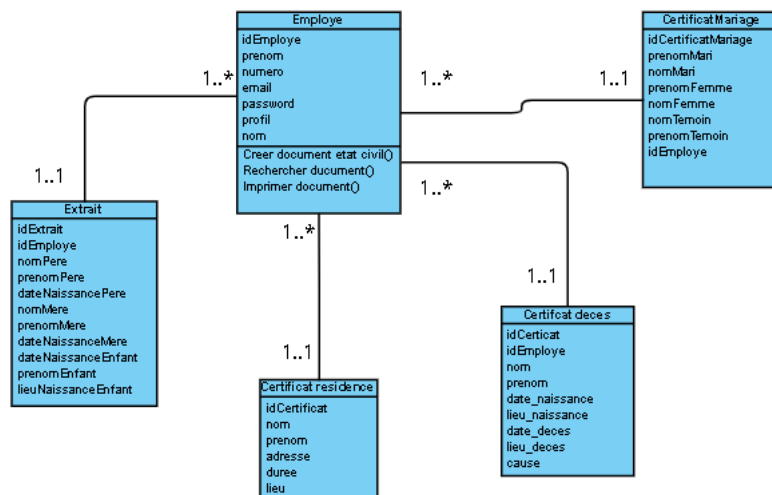 Employe
idEmploye
prenom
numero
email
password
profil
nom
Creer document etat civil()
Rechercher ducument()
Imprimer document()
CertificatMariage
idCertificatMariage
prenomMari
nomMari
prenomFemme
nomFemme
nomTemoin
prenomTemoin
idEmploye
1..*
1..1
1..*
1..1
1..*
1..1
1..*
1..1
Extrait
idExtrait
idEmploye
nomPere
prenomPere
dateNaissancePere
nomMere
prenomMere
dateNaissanceMere
dateNaissanceEnfant
prenomEnfant
lieuNaissanceEnfant
Certificat residence
idCertificat
nom
prenom
adresse
duree
lieu
Certifcat deces
idCerticat
idEmploye
nom
prenom
date_naissance
lieu_naissance
date_deces
lieu_deces
cause